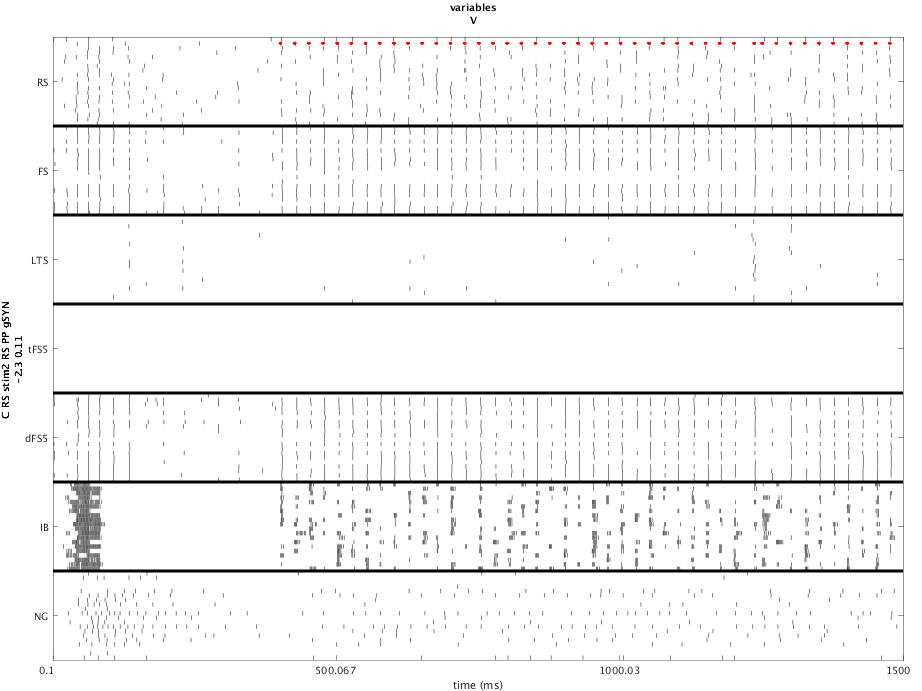 variables
V
RS
FS
LTS
tFS5
dFS5
IB
NG
C RS stim2 RS PP gSYN
-2.3 0.11
0.1
500.067
1000.03
1500
time (ms)